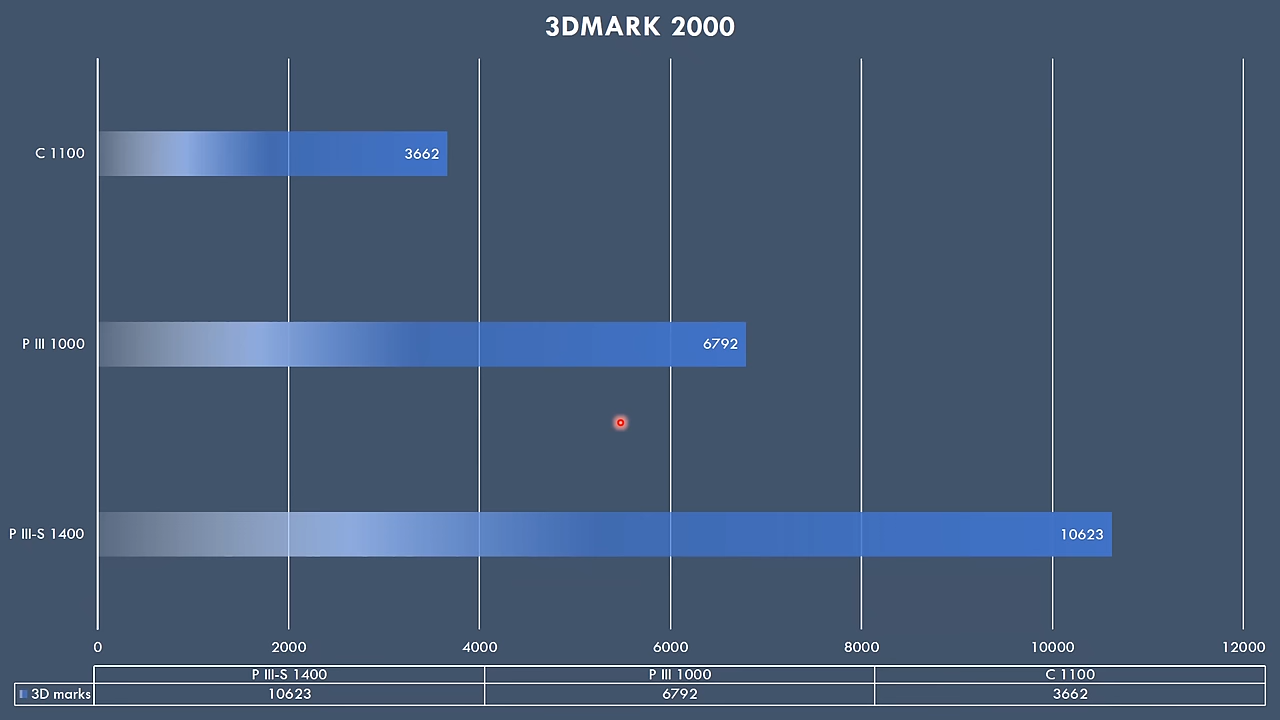 3DMARK 2000
C 1100
3662
P III 1000
6792
P III-S 1400
10623
0 2000 4000 6000 8000 10000 12000
P III-S 1400 P III 1000 C 1100
3D marks 10623 6792 3662